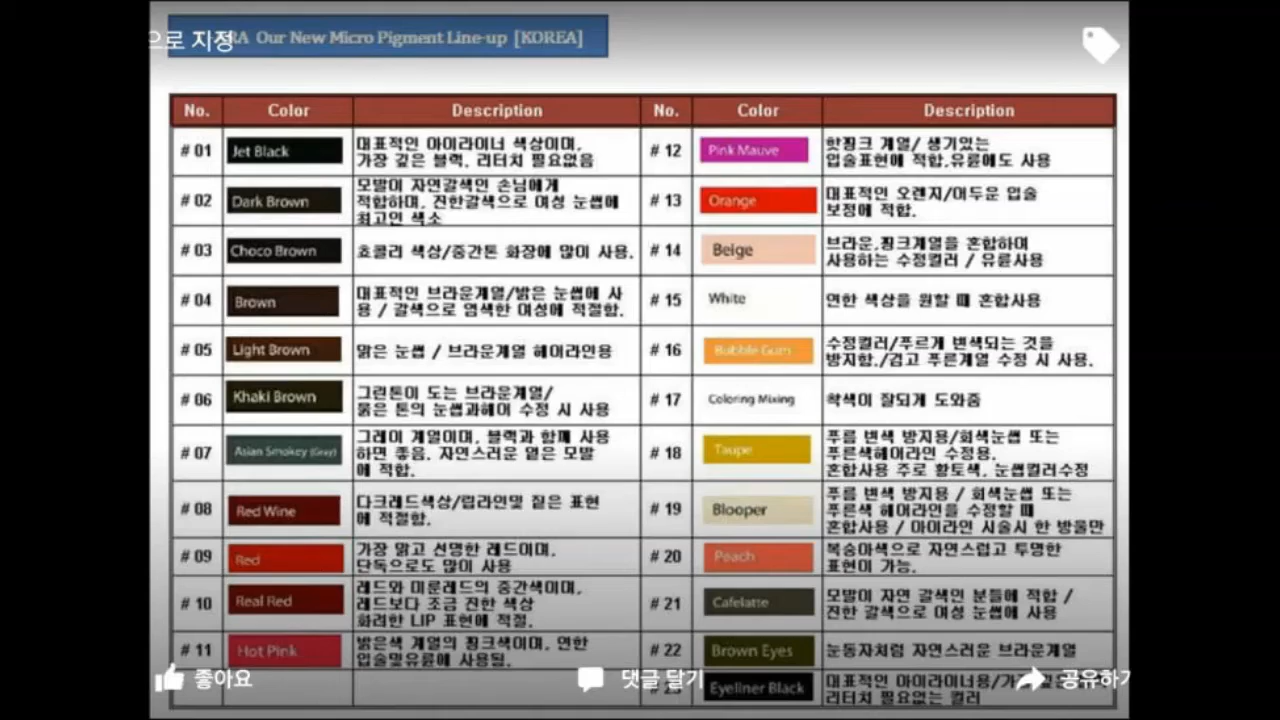 으로 지정
RA Our New Micro Pigment Line-up [KOREA]
No. Color Description
# 01 Jet Black 대표적인 아이라이너 색상이며,
가장 깊은 블랙, 리터치 필요없음
# 02 Dark Brown 모발이 자연갈색인 손님에게
적합하며, 진한갈색으로 여성 눈썹에
최고인 색소
# 03 Choco Brown 쵸콜리 색상/중간톤 화장에 많이 사용.
# 04 Brown 대표적인 브라운계열/밝은 눈썹에 사
용 / 갈색으로 염색한 여성에 적절함.
# 05 Light Brown 맑은 눈썹 / 브라운계열 헤어라인용
# 06 Khaki Brown 그린톤이 도는 브라운계열/
붉은 톤의 눈썹과헤어 수정 시 사용
# 07 Asian Smokey (Gray) 그레이 계열이며, 블랙과 함께 사용
하면 좋음. 자연스러운 옅은 모발
에 적합.
# 08 Red Wine 다크레드색상/립라인및 짙은 표현
에 적절함.
# 09 Red 가장 맑고 선명한 레드이며,
단독으로도 많이 사용
# 10 Real Red 레드와 미룬레드의 중간색이며,
레드보다 조금 진한 색상
화려한 LIP 표현에 적절.
# 11 Hot Pink 밝은색 계열의 핑크색이며, 연한
입술및유륜에 사용됨.
No. Color Description
# 12 Pink Mauve 핫핑크 계열/ 생기있는
입술표현에 적합,유륜에도 사용
# 13 Orange 대표적인 오렌지/어두운 입술
보정에 적합.
# 14 Beige 브라운,핑크계열을 혼합하며
사용하는 수정컬러 / 유륜사용
# 15 White 연한 색상을 원할 때 혼합사용
# 16 Bubble Gum 수정컬러/푸르게 변색되는 것을
방지함./검고 푸른계열 수정 시 사용.
# 17 Coloring Mixing 착색이 잘되게 도와줌
# 18 Taupe 푸름 변색 방지용/회색눈썹 또는
푸른색헤어라인 수정용.
혼합사용 주로 황토색, 눈썹컬러수정
# 19 Blooper 푸름 변색 방지용 / 회색눈썹 또는
푸른색 헤어라인을 수정할 때
혼합사용 / 아이라인 시술시 한 방울만
# 20 Peach 복숭아색으로 자연스럽고 투명한
표현이 가능.
# 21 Cafelatte 모발이 자연 갈색인 분들에 적합 /
진한 갈색으로 여성 눈썹에 사용
# 22 Brown Eyes 눈동자처럼 자연스러운 브라운계열
Eyeliner Black 대표적인 아이라이너용/가
리터치 필요없는 컬러
좋아요 댓글 달기 공유하기